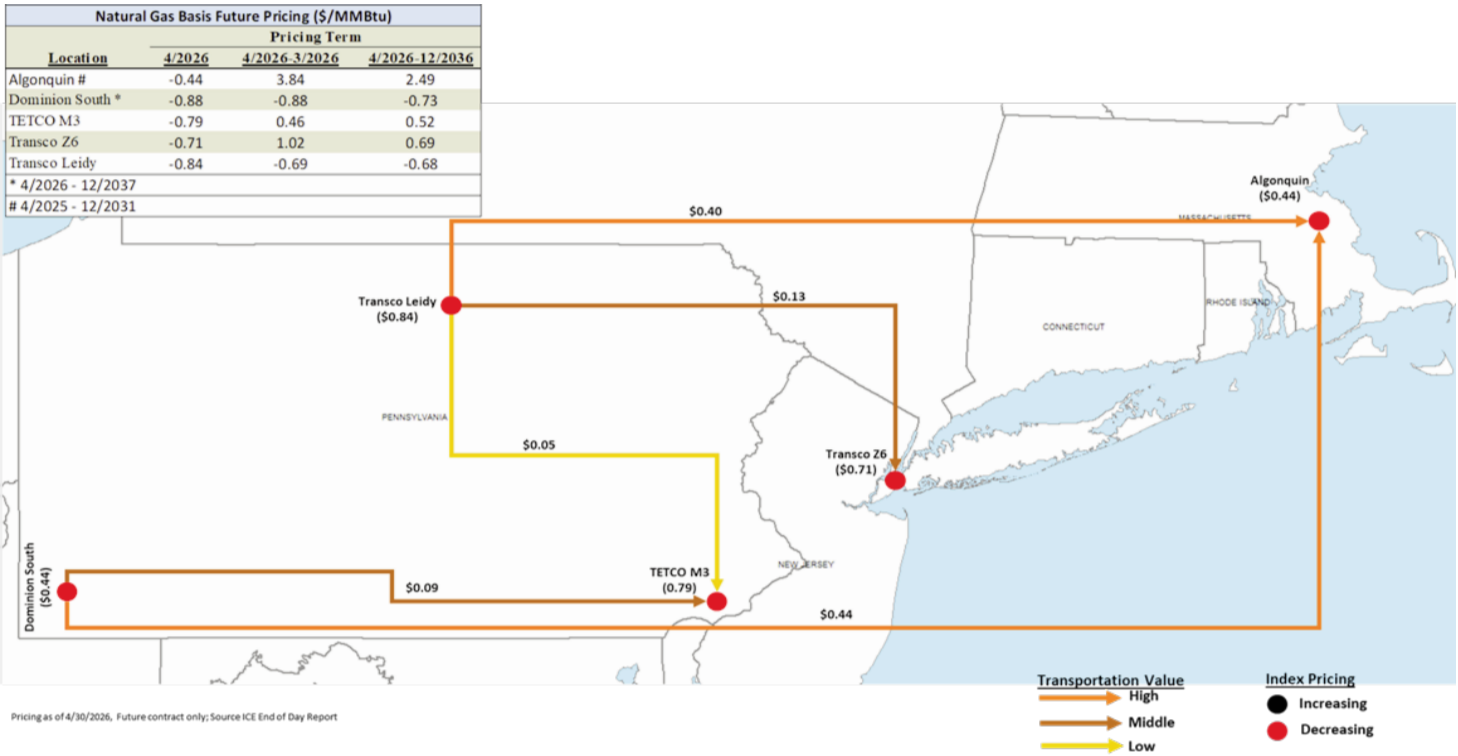 Natural Gas Basis Future Pricing ($/MMBtu)
Pricing Term
Location 4/2026 4/2026-3/2026 4/2026-12/2036
Algonquin # -0.44 3.84 2.49
Dominion South * -0.88 -0.88 -0.73
TETCO M3 -0.79 0.46 0.52
Transco Z6 -0.71 1.02 0.69
Transco Leidy -0.84 -0.69 -0.68
* 4/2026 - 12/2037
# 4/2025 - 12/2031
Algonquin
($0.44)
$0.40
MASSACHUSETTS
Transco Leidy
($0.84)
$0.13
RHODE ISLAND
CONNECTICUT
PENNSYLVANIA
$0.05
Transco Z6
($0.71)
Dominion South
($0.44)
TETCO M3
(0.79)
NEW JERSEY
$0.09
$0.44
Transportation Value
High
Middle
Low
Index Pricing
Increasing
Decreasing
Pricing as of 4/30/2026, Future contract only; Source ICE End of Day Report